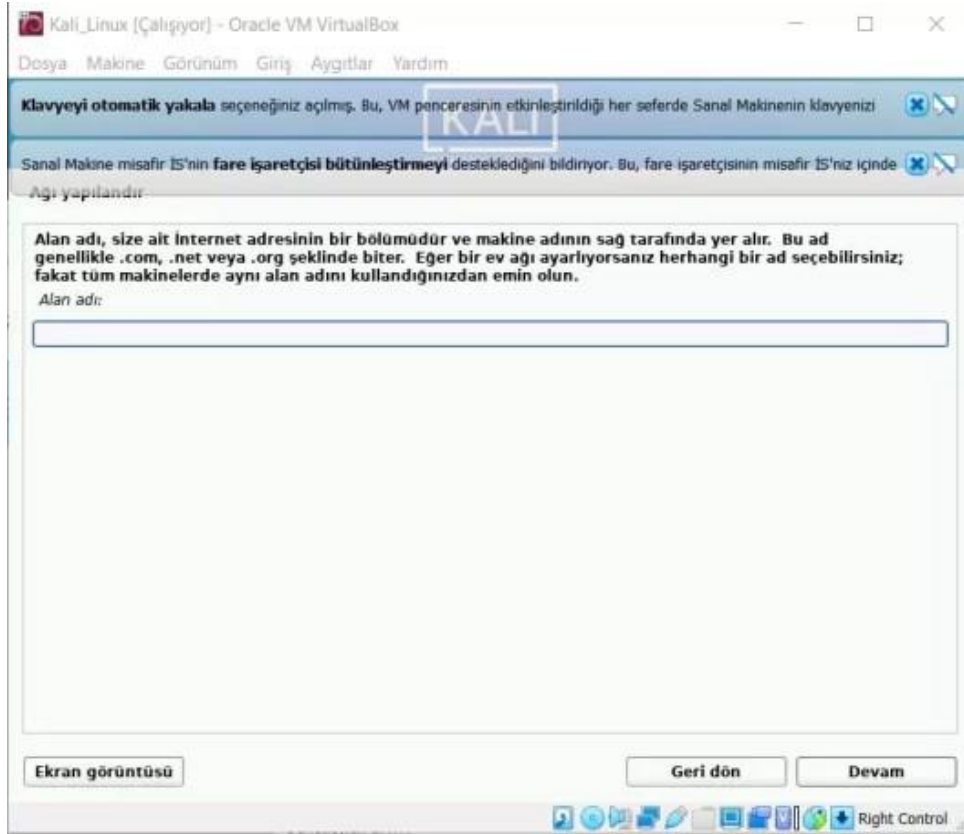 Kali_Linux [Çalışıyor] - Oracle VM VirtualBox
Dosya Makine Görünüm Giriş Aygıtlar Yardım
Klavyeyi otomatik yakala seçeneğiniz açılmış. Bu, VM penceresinin etkinleştirildiği her seferde Sanal Makinenin klavyenizi
KALI
Sanal Makine misafir İS'nin fare işaretçisi bütünleştirmeyi desteklediğini bildiriyor. Bu, fare işaretçisinin misafir İS'niz içinde
Ağı yapılandır
Alan adı, size ait İnternet adresinin bir bölümüdür ve makine adının sağ tarafında yer alır. Bu ad
genellikle .com, .net veya .org şeklinde biter. Eğer bir ev ağı ayarlıyorsanız herhangi bir ad seçebilirsiniz;
fakat tüm makinelerde aynı alan adını kullandığınızdan emin olun.
Alan adı:
Ekran görüntüsü Geri dön Devam
Right Control